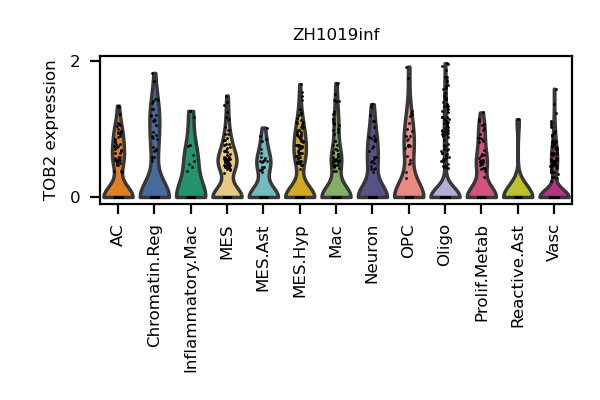 ZH1019inf
TOB2 expression
2
0
AC
Chromatin.Reg
Inflammatory.Mac
MES
MES.Ast
MES.Hyp
Mac
Neuron
OPC
Oligo
Prolif.Metab
Reactive.Ast
Vasc